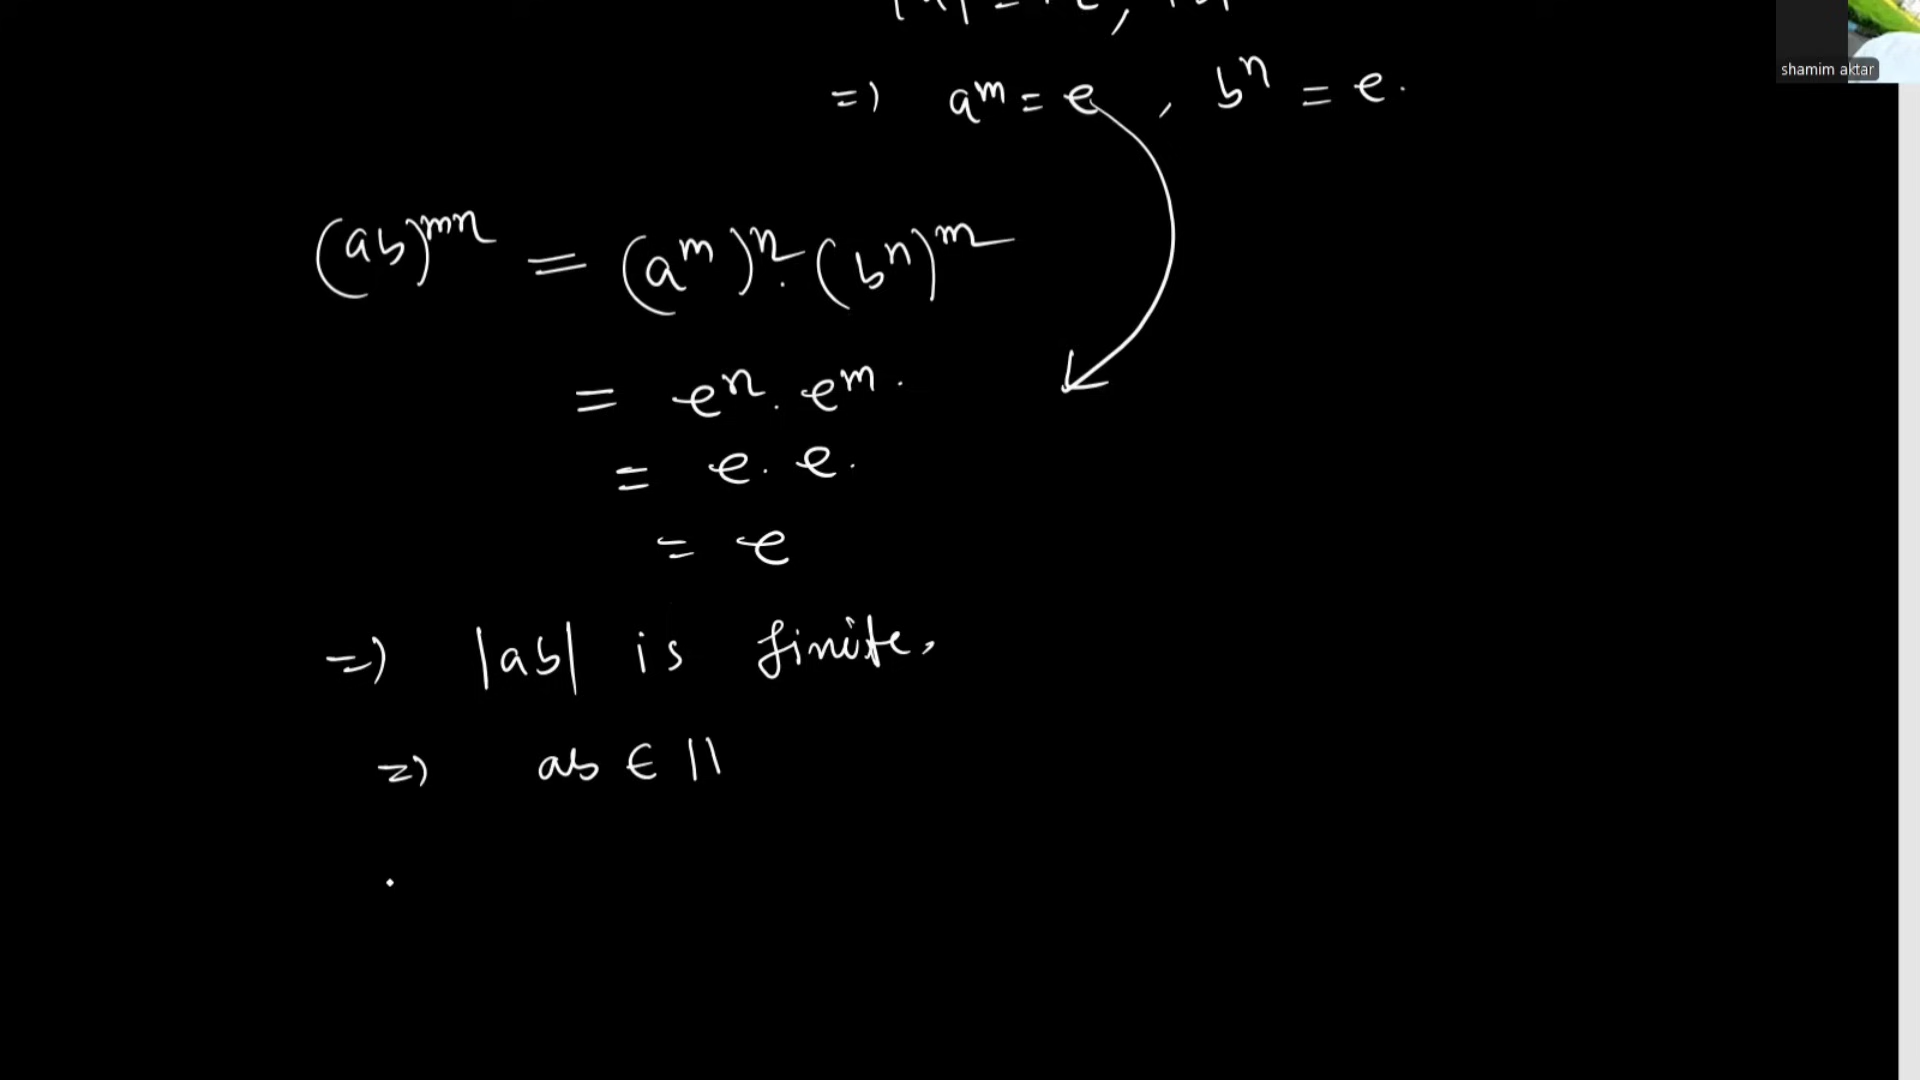 shamim aktar
=) a^m = e , b^n = e.
(ab)^mn = (a^m)^n . (b^n)^m
= e^n . e^m .
= e . e .
= e
=) |ab| is finite,
=) ab ∈ ||
.